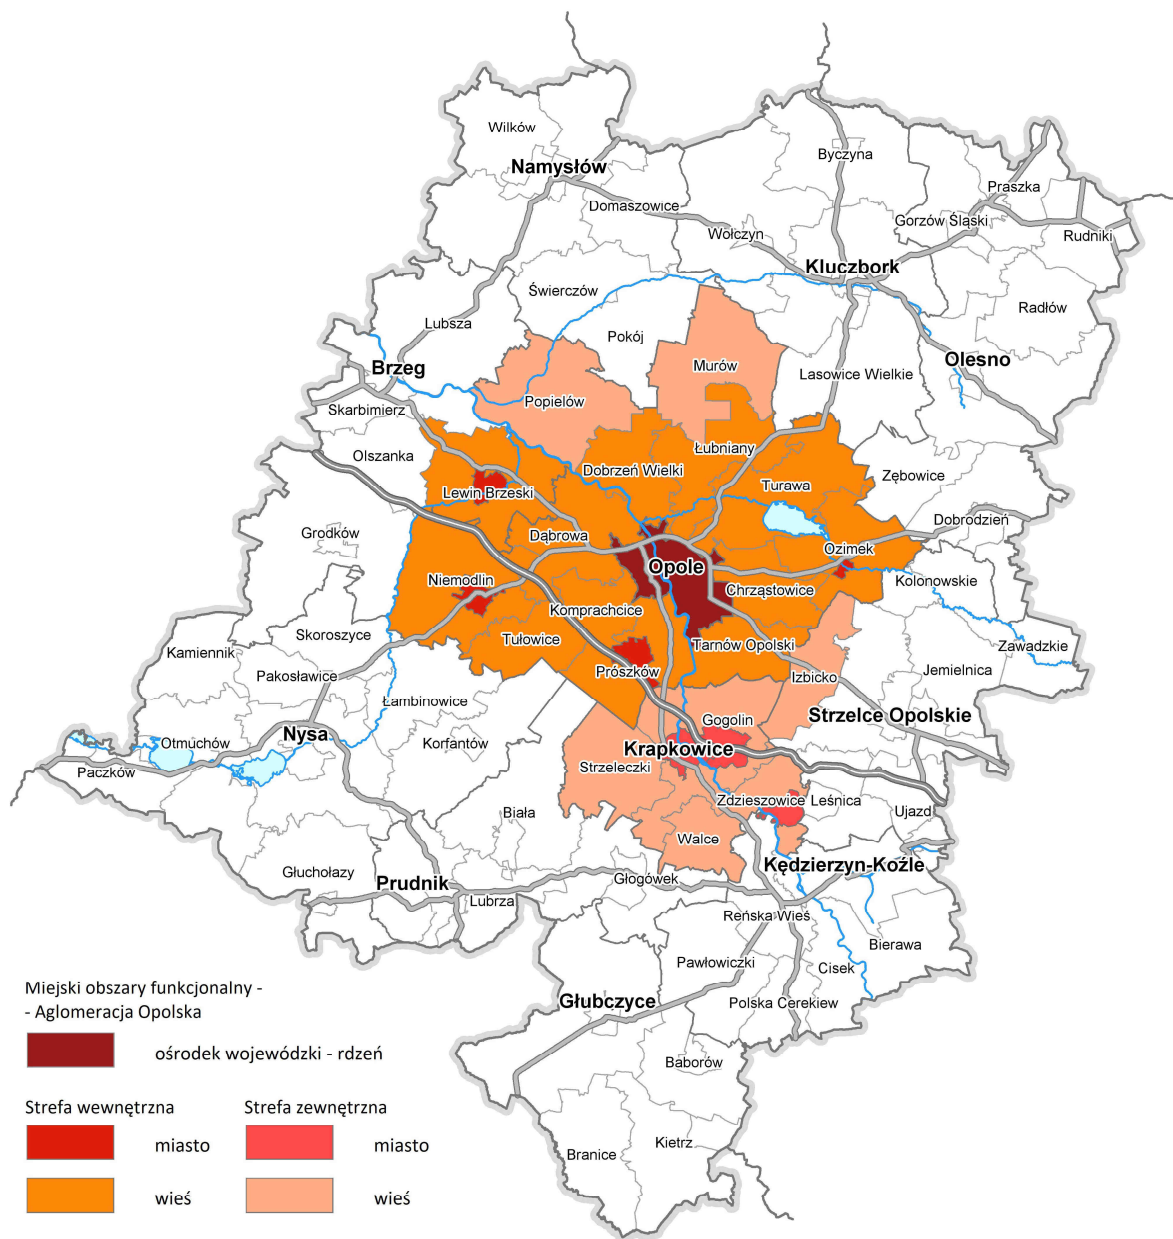 Wilków
Namysłów
Byczyna
Praszka
Domaszowice
Gorzów Śląski
Wołczyn
Rudniki
Kluczbork
Świerczów
Radłów
Lubsza
Pokój
Olesno
Brzeg
Murów
Lasowice Wielkie
Popielów
Skarbimierz
Łubniany
Olszanka
Dobrzeń Wielki
Zębowice
Lewin Brzeski
Turawa
Dobrodzień
Grodków
Dąbrowa
Ozimek
Opole
Niemodlin
Kolonowskie
Chrząstowice
Komprachcice
Skoroszyce
Tułowice
Tarnów Opolski
Zawadzkie
Kamiennik
Prószków
Jemielnica
Pakosławice
Izbicko
Łambinowice
Strzelce Opolskie
Gogolin
Nysa
Otmuchów
Korfantów
Krapkowice
Strzeleczki
Paczków
Zdzieszowice
Leśnica
Biała
Ujazd
Walce
Kędzierzyn-Koźle
Głuchołazy
Prudnik
Głogówek
Lubrza
Reńska Wieś
Bierawa
Pawłowiczki
Cisek
Głubczyce
Polska Cerekiew
Baborów
Kietrz
Branice
Miejski obszary funkcjonalny -
- Aglomeracja Opolska
ośrodek wojewódzki - rdzeń
Strefa wewnętrzna
Strefa zewnętrzna
miasto
miasto
wieś
wieś